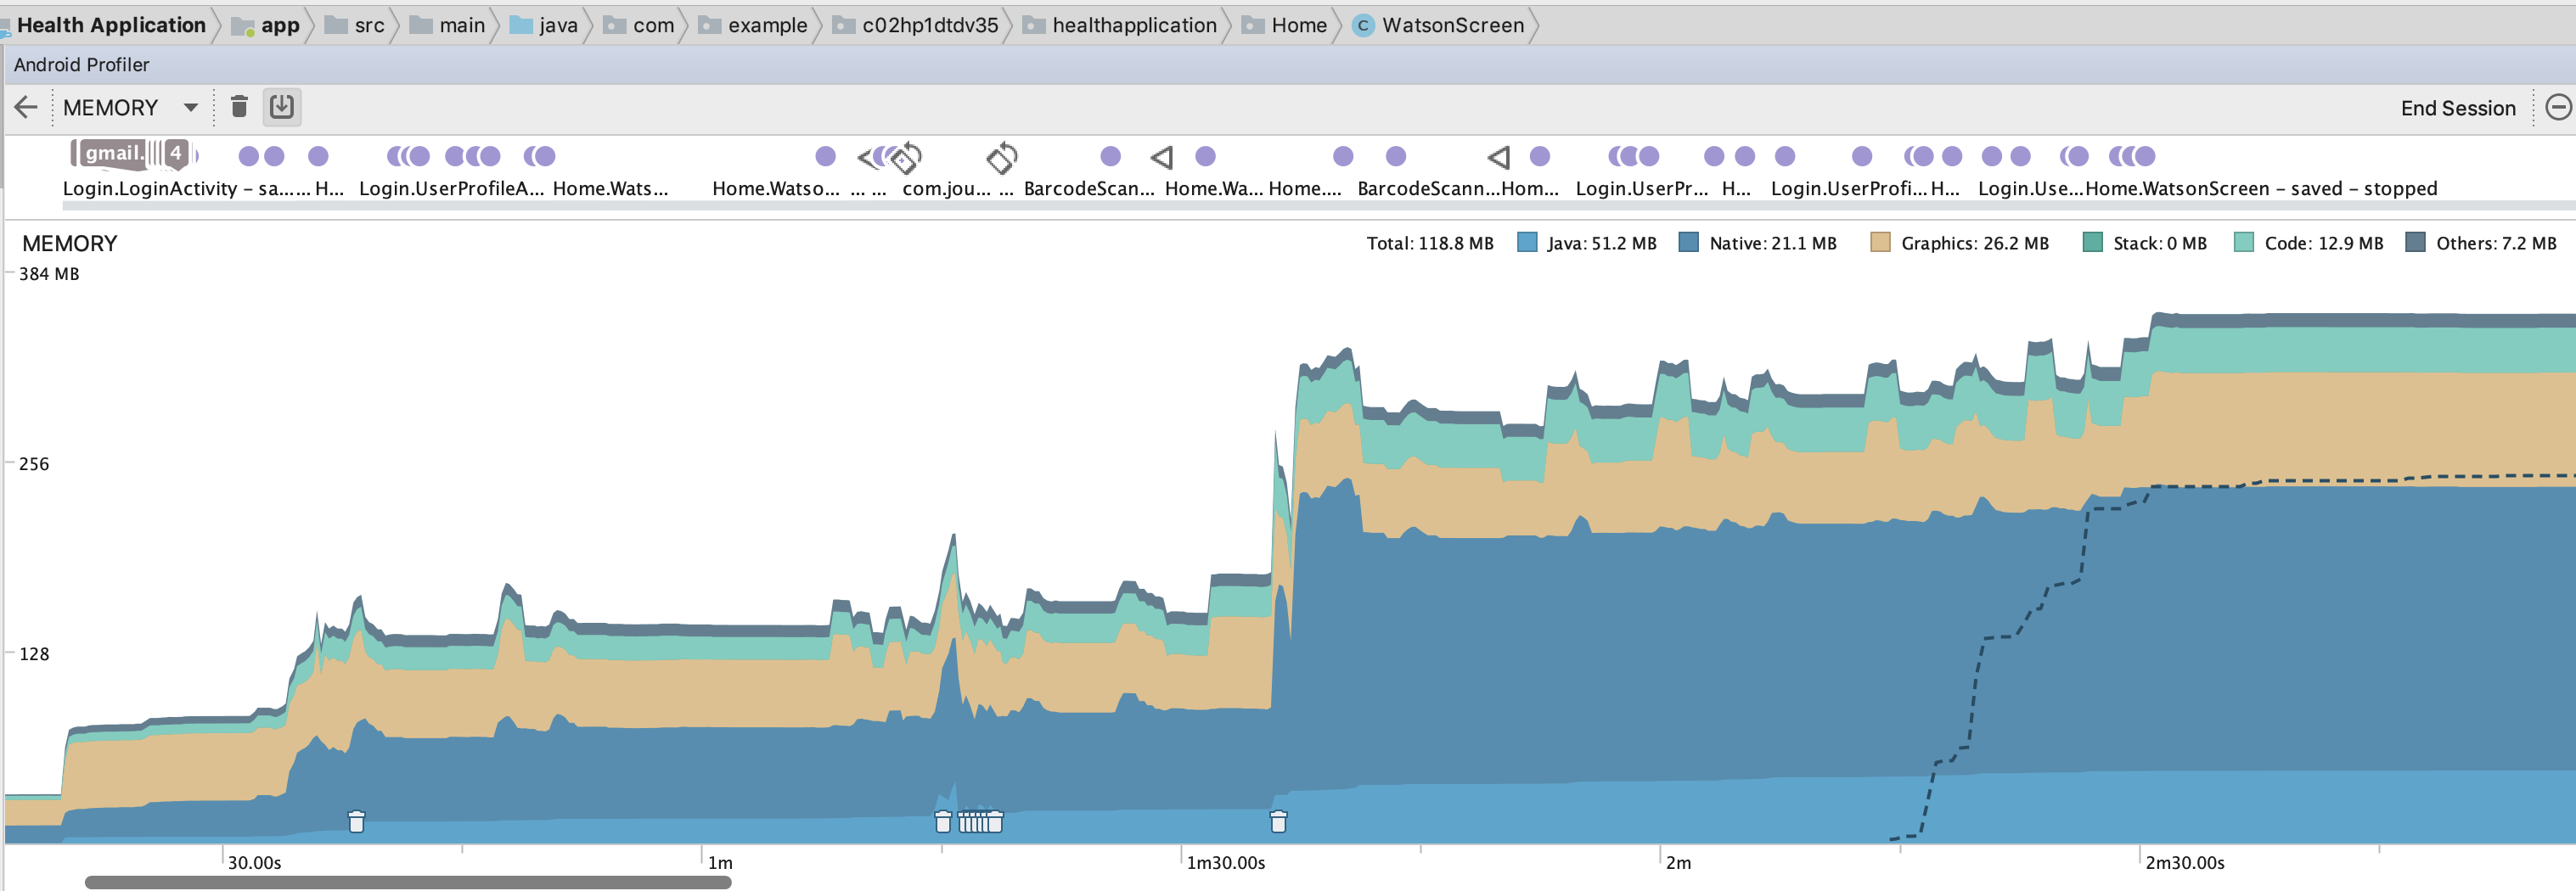 Health Application app src main java com example c02hp1dtdv35 healthapplication Home C WatsonScreen
Android Profiler
MEMORY End Session
gmail. 4
Login.LoginActivity – sa...... H... Login.UserProfileA... Home.Wats... Home.Watso... ... ... com.jou... ... BarcodeScan... Home.Wa... Home.... BarcodeScann...Hom... Login.UserPr... H... Login.UserProfi... H... Login.Use...Home.WatsonScreen – saved – stopped
MEMORY Total: 118.8 MB Java: 51.2 MB Native: 21.1 MB Graphics: 26.2 MB Stack: 0 MB Code: 12.9 MB Others: 7.2 MB
384 MB
256
128
30.00s 1m 1m30.00s 2m 2m30.00s